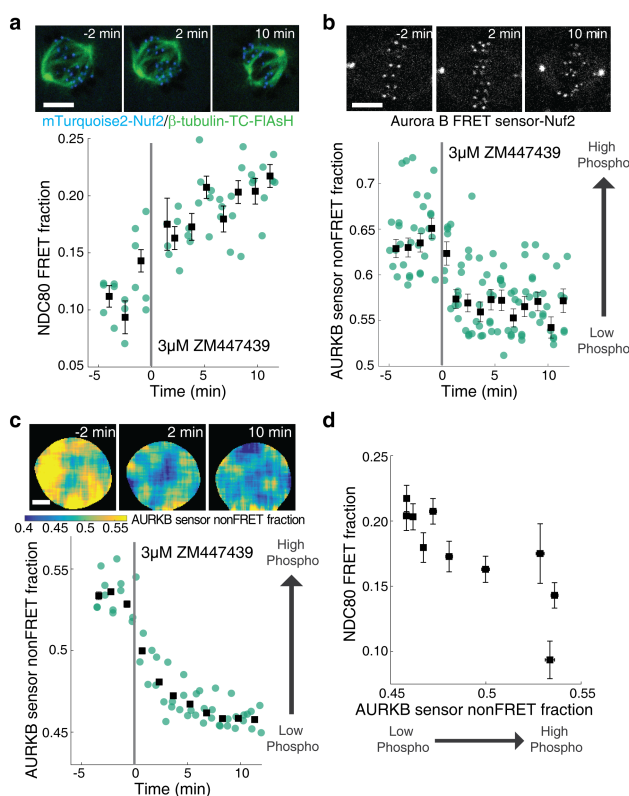 a
-2 min
2 min
10 min
mTurquoise2-Nuf2/β-tubulin-TC-FlAsH
NDC80 FRET fraction
0.25
0.20
0.15
0.10
0.05
3μM ZM447439
-5
0
5
10
Time (min)
b
-2 min
2 min
10 min
Aurora B FRET sensor-Nuf2
AURKB sensor nonFRET fraction
0.7
0.65
0.6
0.55
0.5
3μM ZM447439
-5
0
5
10
Time (min)
High
Phospho
Low
Phospho
c
-2 min
2 min
10 min
0.4
0.45
0.5
0.55
AURKB sensor nonFRET fraction
AURKB sensor nonFRET fraction
0.55
0.5
0.45
3μM ZM447439
-5
0
5
10
Time (min)
High
Phospho
Low
Phospho
d
NDC80 FRET fraction
0.25
0.20
0.15
0.10
0.45
0.5
0.55
AURKB sensor nonFRET fraction
Low
Phospho
High
Phospho